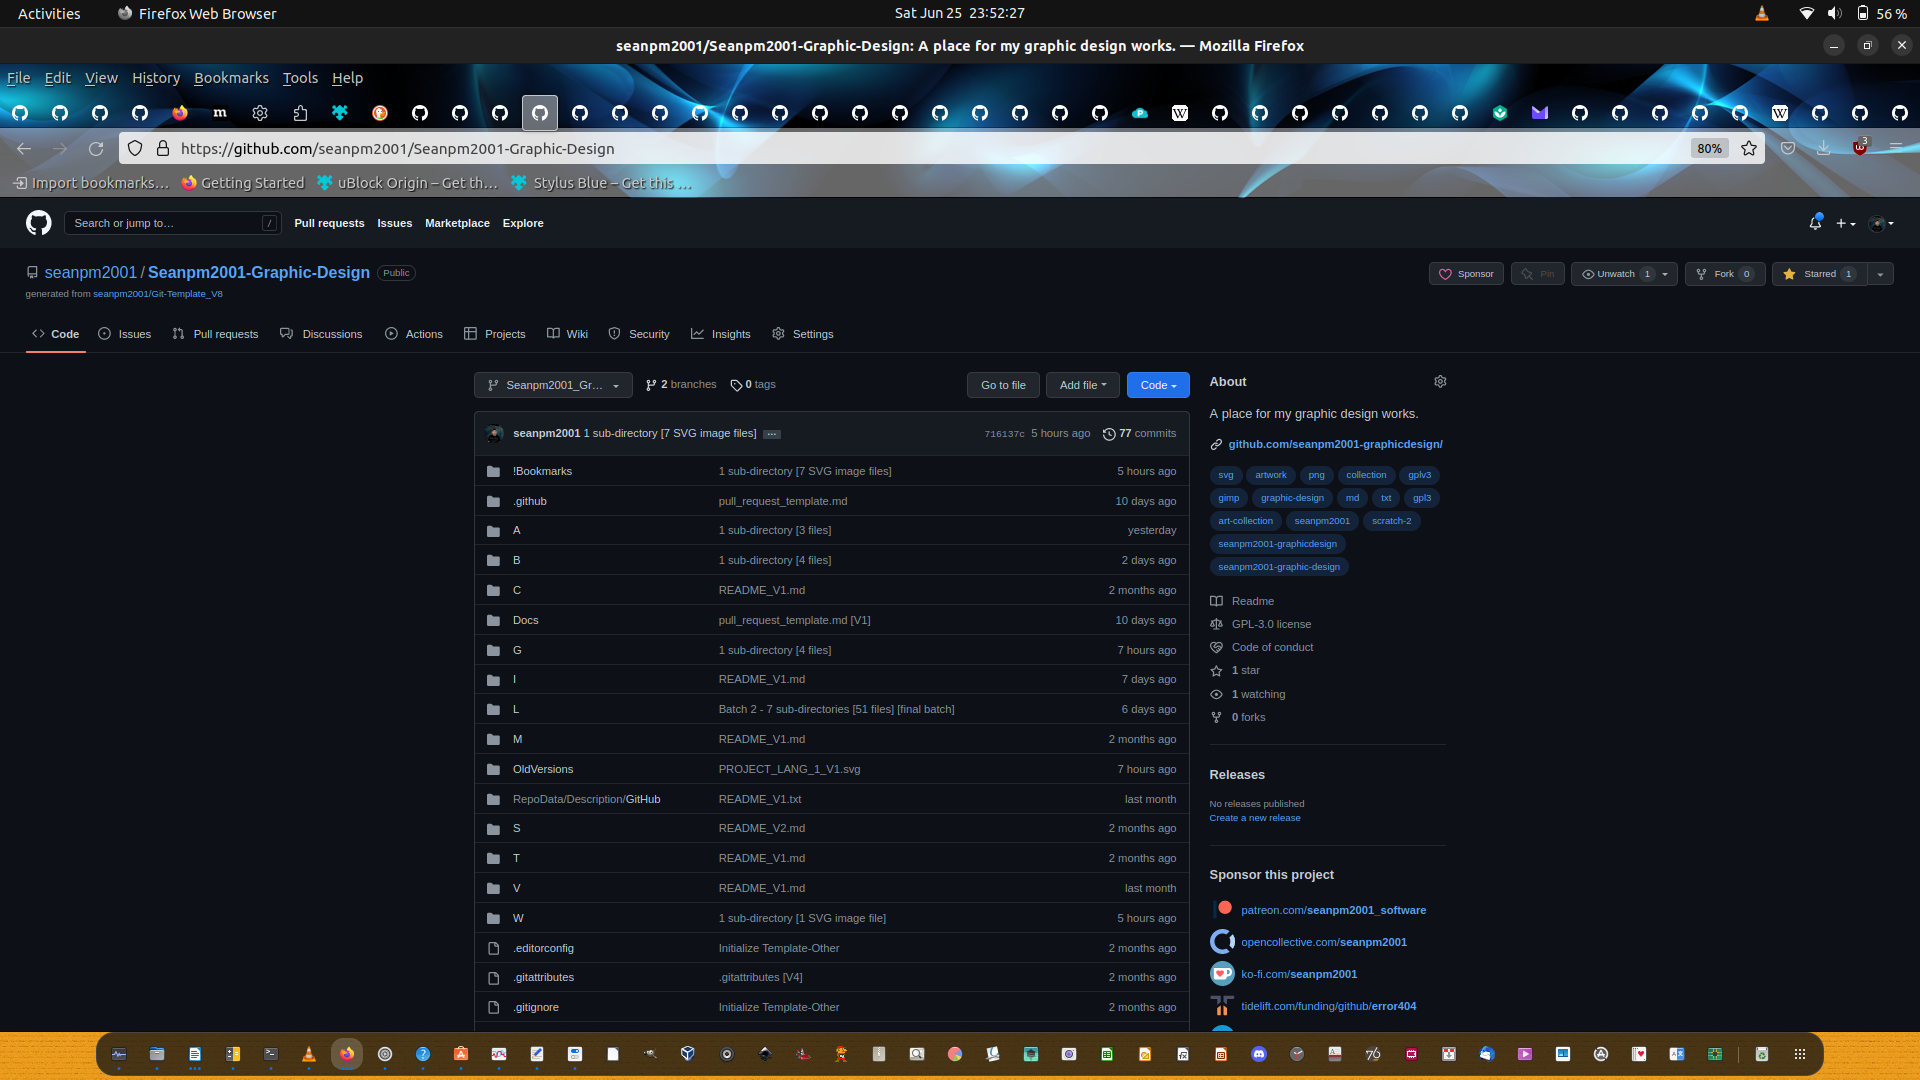 Activities Firefox Web Browser Sat Jun 25 23:52:27 56 %
seanpm2001/Seanpm2001-Graphic-Design: A place for my graphic design works. — Mozilla Firefox
File Edit View History Bookmarks Tools Help
https://github.com/seanpm2001/Seanpm2001-Graphic-Design 80% 3
Import bookmarks… Getting Started uBlock Origin – Get th… Stylus Blue – Get this …
Search or jump to… / Pull requests Issues Marketplace Explore
seanpm2001 / Seanpm2001-Graphic-Design Public Sponsor Pin Unwatch 1 Fork 0 Starred 1
generated from seanpm2001/Git-Template_V8
Code Issues Pull requests Discussions Actions Projects Wiki Security Insights Settings
Seanpm2001_Gr… 2 branches 0 tags Go to file Add file Code
seanpm2001 1 sub-directory [7 SVG image files] … 716137c 5 hours ago 77 commits
!Bookmarks 1 sub-directory [7 SVG image files] 5 hours ago
.github pull_request_template.md 10 days ago
A 1 sub-directory [3 files] yesterday
B 1 sub-directory [4 files] 2 days ago
C README_V1.md 2 months ago
Docs pull_request_template.md [V1] 10 days ago
G 1 sub-directory [4 files] 7 hours ago
I README_V1.md 7 days ago
L Batch 2 - 7 sub-directories [51 files] [final batch] 6 days ago
M README_V1.md 2 months ago
OldVersions PROJECT_LANG_1_V1.svg 7 hours ago
RepoData/Description/GitHub README_V1.txt last month
S README_V2.md 2 months ago
T README_V1.md 2 months ago
V README_V1.md last month
W 1 sub-directory [1 SVG image file] 5 hours ago
.editorconfig Initialize Template-Other 2 months ago
.gitattributes .gitattributes [V4] 2 months ago
.gitignore Initialize Template-Other 2 months ago
About
A place for my graphic design works.
github.com/seanpm2001-graphicdesign/
svg artwork png collection gplv3
gimp graphic-design md txt gpl3
art-collection seanpm2001 scratch-2
seanpm2001-graphicdesign
seanpm2001-graphic-design
Readme
GPL-3.0 license
Code of conduct
1 star
1 watching
0 forks
Releases
No releases published
Create a new release
Sponsor this project
patreon.com/seanpm2001_software
opencollective.com/seanpm2001
ko-fi.com/seanpm2001
tidelift.com/funding/github/error404